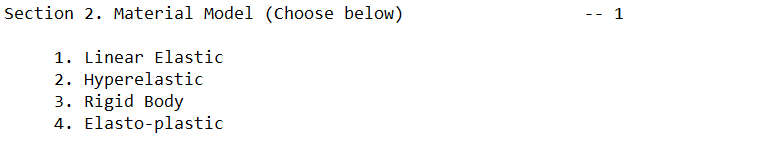 Section 2. Material Model (Choose below) -- 1
1. Linear Elastic
2. Hyperelastic
3. Rigid Body
4. Elasto-plastic